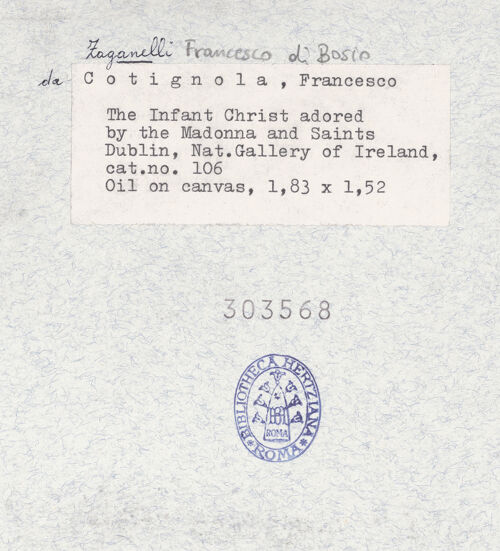 Zaganelli Francesco di Bosio
da Cotignola, Francesco
The Infant Christ adored
by the Madonna and Saints
Dublin, Nat.Gallery of Ireland,
cat.no. 106
Oil on canvas, 1,83 x 1,52
303568
BIBLIOTHECA HERTZIANA
ROMA
ROMA